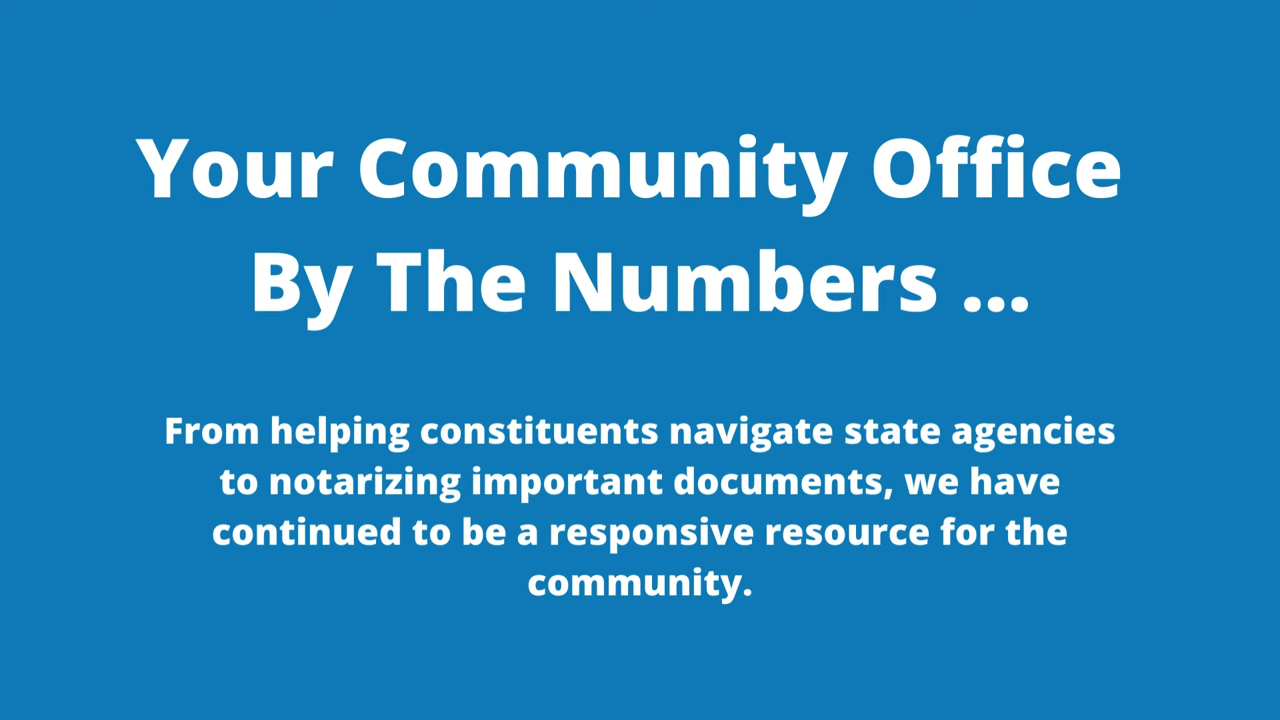 Your Community Office
By The Numbers ...
From helping constituents navigate state agencies
to notarizing important documents, we have
continued to be a responsive resource for the
community.